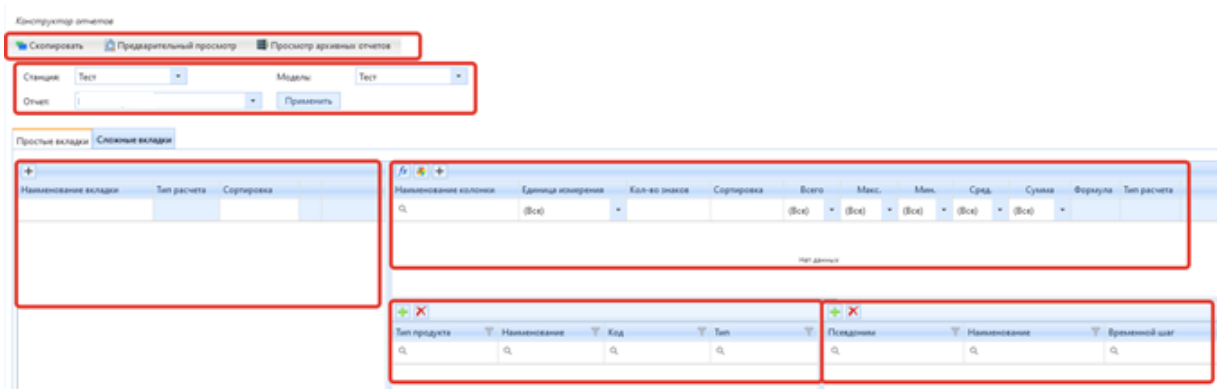 Конструктор отчетов
Скопировать Предварительный просмотр Просмотр архивных отчетов
Станция: Тест Модель: Тест
Отчет: Применить
Простые вкладки Сложные вкладки
Наименование вкладки Тип расчета Сортировка
fx
Наименование колонки Единица измерения Кол-во знаков Сортировка Всего Макс. Мин. Сред. Сумма Формула Тип расчета
(Все) (Все) (Все) (Все) (Все) (Все)
Нет данных
Тип продукта Наименование Код Тип
Псевдоним Наименование Временной шаг